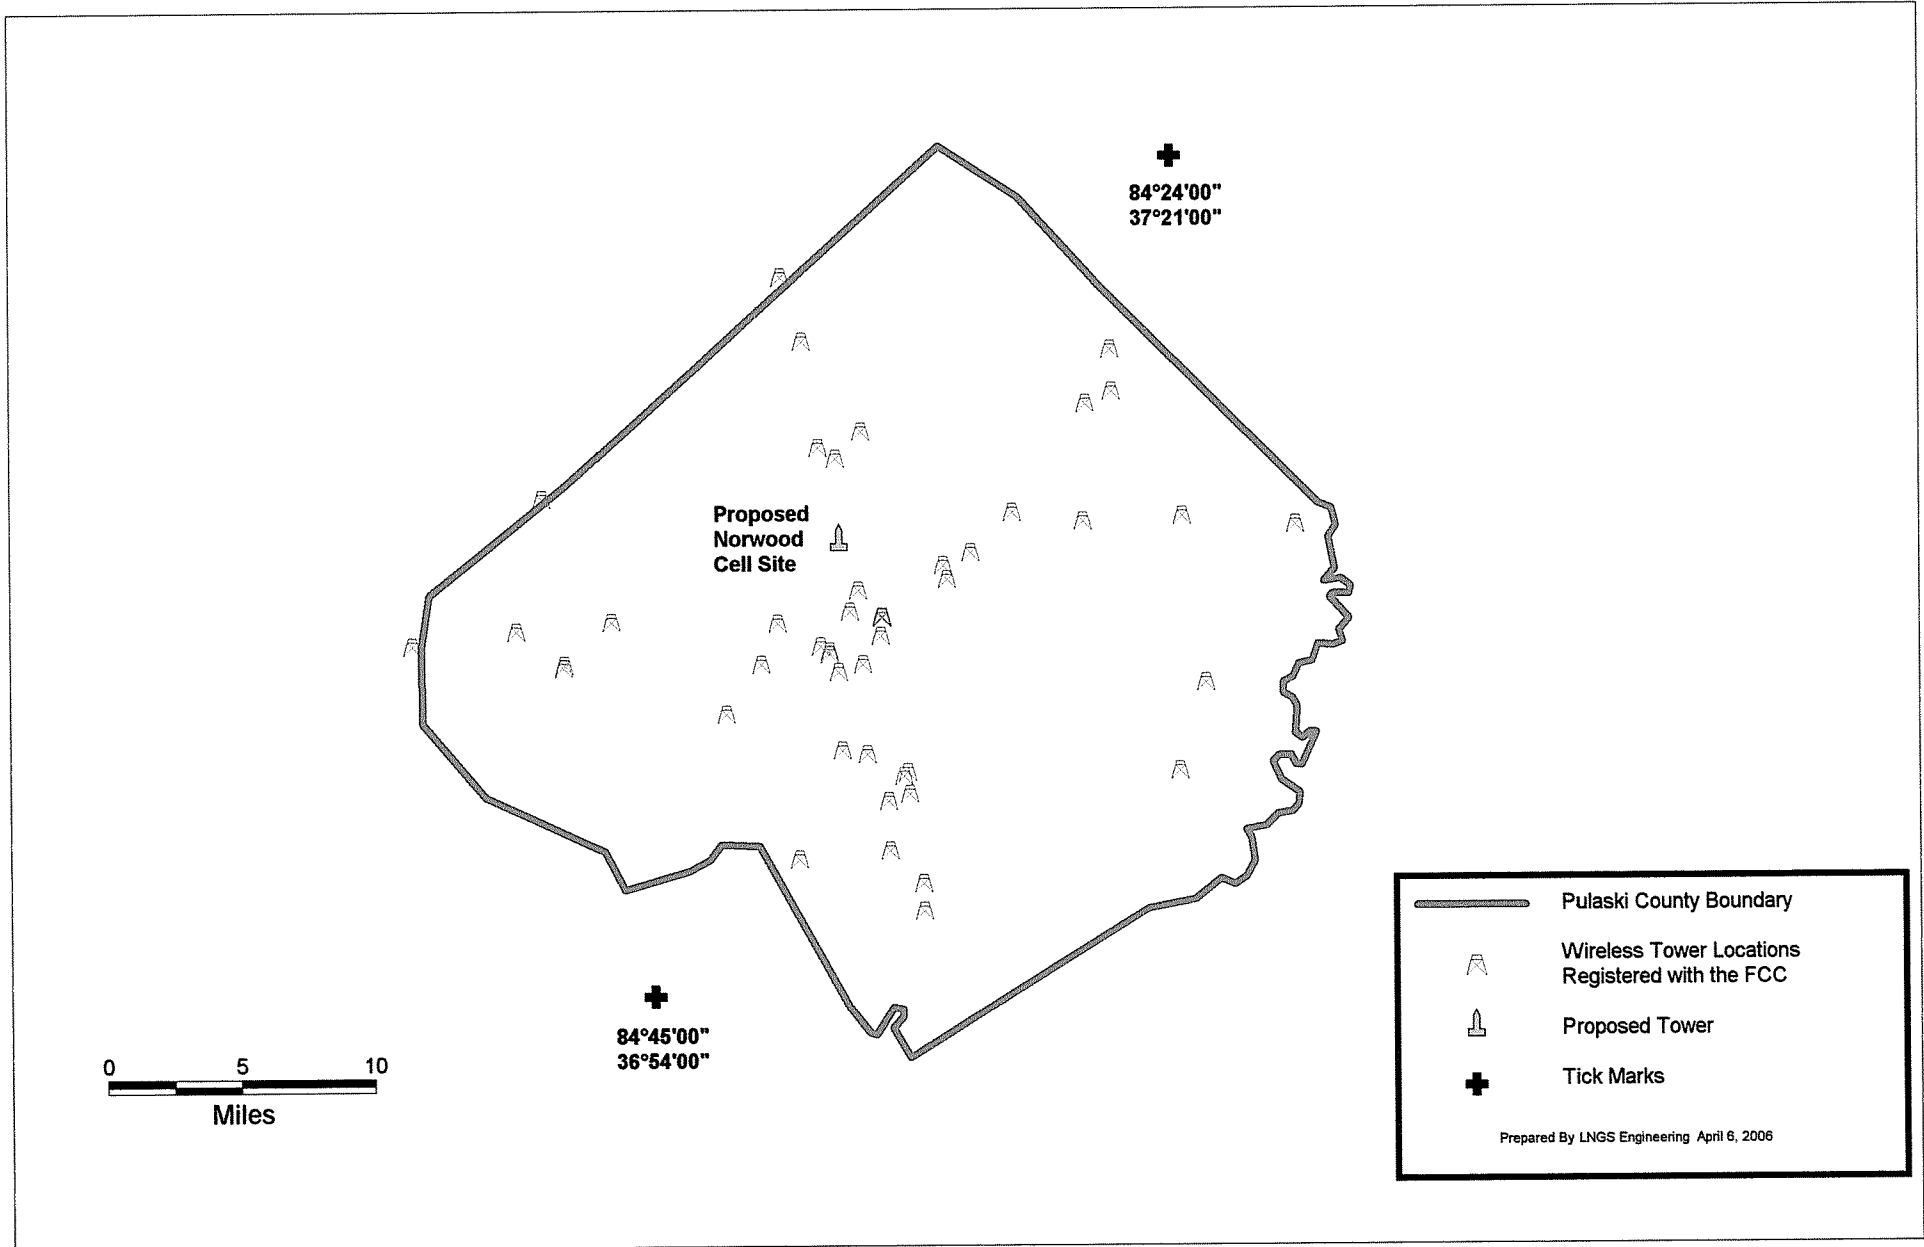 84°24'00"
37°21'00"
Proposed
Norwood
Cell Site
84°45'00"
36°54'00"
0 5 10
Miles
Pulaski County Boundary
Wireless Tower Locations
Registered with the FCC
Proposed Tower
Tick Marks
Prepared By LNGS Engineering April 6, 2006